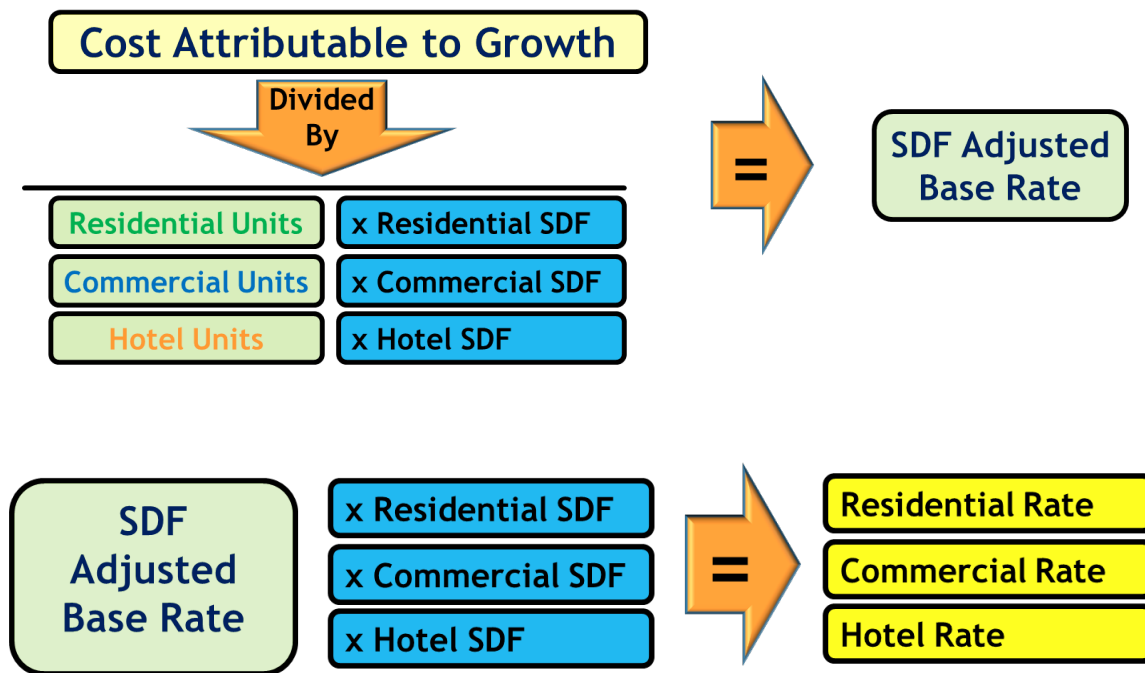 Cost Attributable to Growth
Divided
By
=
SDF Adjusted
Base Rate
Residential Units
x Residential SDF
Commercial Units
x Commercial SDF
Hotel Units
x Hotel SDF
SDF
Adjusted
Base Rate
x Residential SDF
x Commercial SDF
x Hotel SDF
=
Residential Rate
Commercial Rate
Hotel Rate